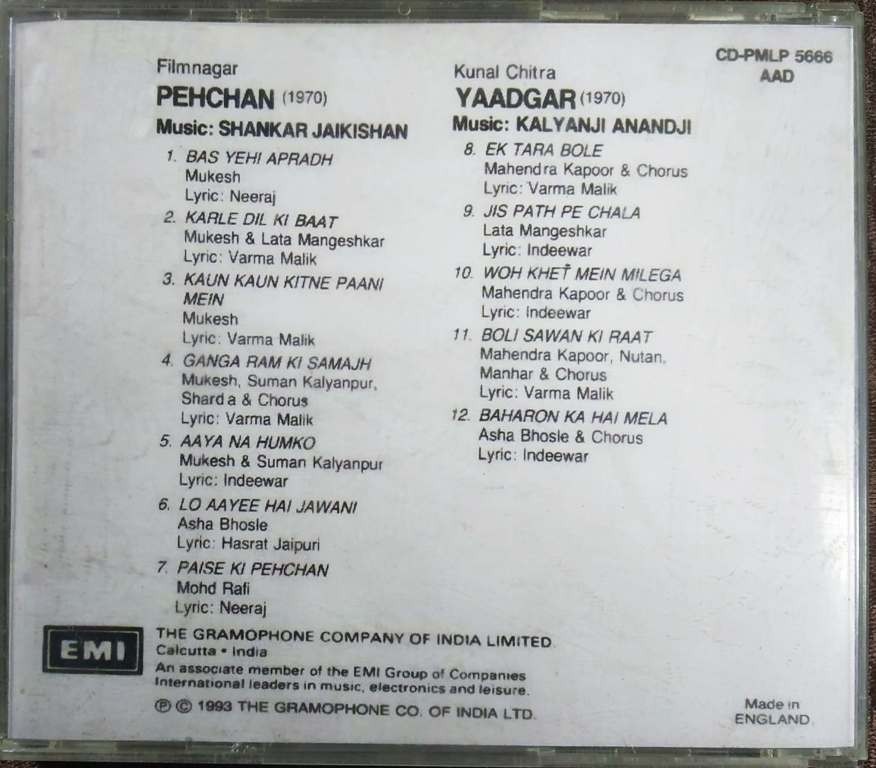 Filmnagar
PEHCHAN (1970)
Music: SHANKAR JAIKISHAN
1. BAS YEHI APRADH
Mukesh
Lyric: Neeraj
2. KARLE DIL KI BAAT
Mukesh & Lata Mangeshkar
Lyric: Varma Malik
3. KAUN KAUN KITNE PAANI
MEIN
Mukesh
Lyric: Varma Malik
4. GANGA RAM KI SAMAJH
Mukesh, Suman Kalyanpur,
Sharda & Chorus
Lyric: Varma Malik
5. AAYA NA HUMKO
Mukesh & Suman Kalyanpur
Lyric: Indeewar
6. LO AAYEE HAI JAWANI
Asha Bhosle
Lyric: Hasrat Jaipuri
7. PAISE KI PEHCHAN
Mohd Rafi
Lyric: Neeraj
Kunal Chitra
YAADGAR (1970)
Music: KALYANJI ANANDJI
8. EK TARA BOLE
Mahendra Kapoor & Chorus
Lyric: Varma Malik
9. JIS PATH PE CHALA
Lata Mangeshkar
Lyric: Indeewar
10. WOH KHET MEIN MILEGA
Mahendra Kapoor & Chorus
Lyric: Indeewar
11. BOLI SAWAN KI RAAT
Mahendra Kapoor, Nutan,
Manhar & Chorus
Lyric: Varma Malik
12. BAHARON KA HAI MELA
Asha Bhosle & Chorus
Lyric: Indeewar
CD-PMLP 5666
AAD
EMI
THE GRAMOPHONE COMPANY OF INDIA LIMITED
Calcutta • India
An associate member of the EMI Group of Companies
International leaders in music, electronics and leisure.
℗ © 1993 THE GRAMOPHONE CO. OF INDIA LTD.
Made in
ENGLAND